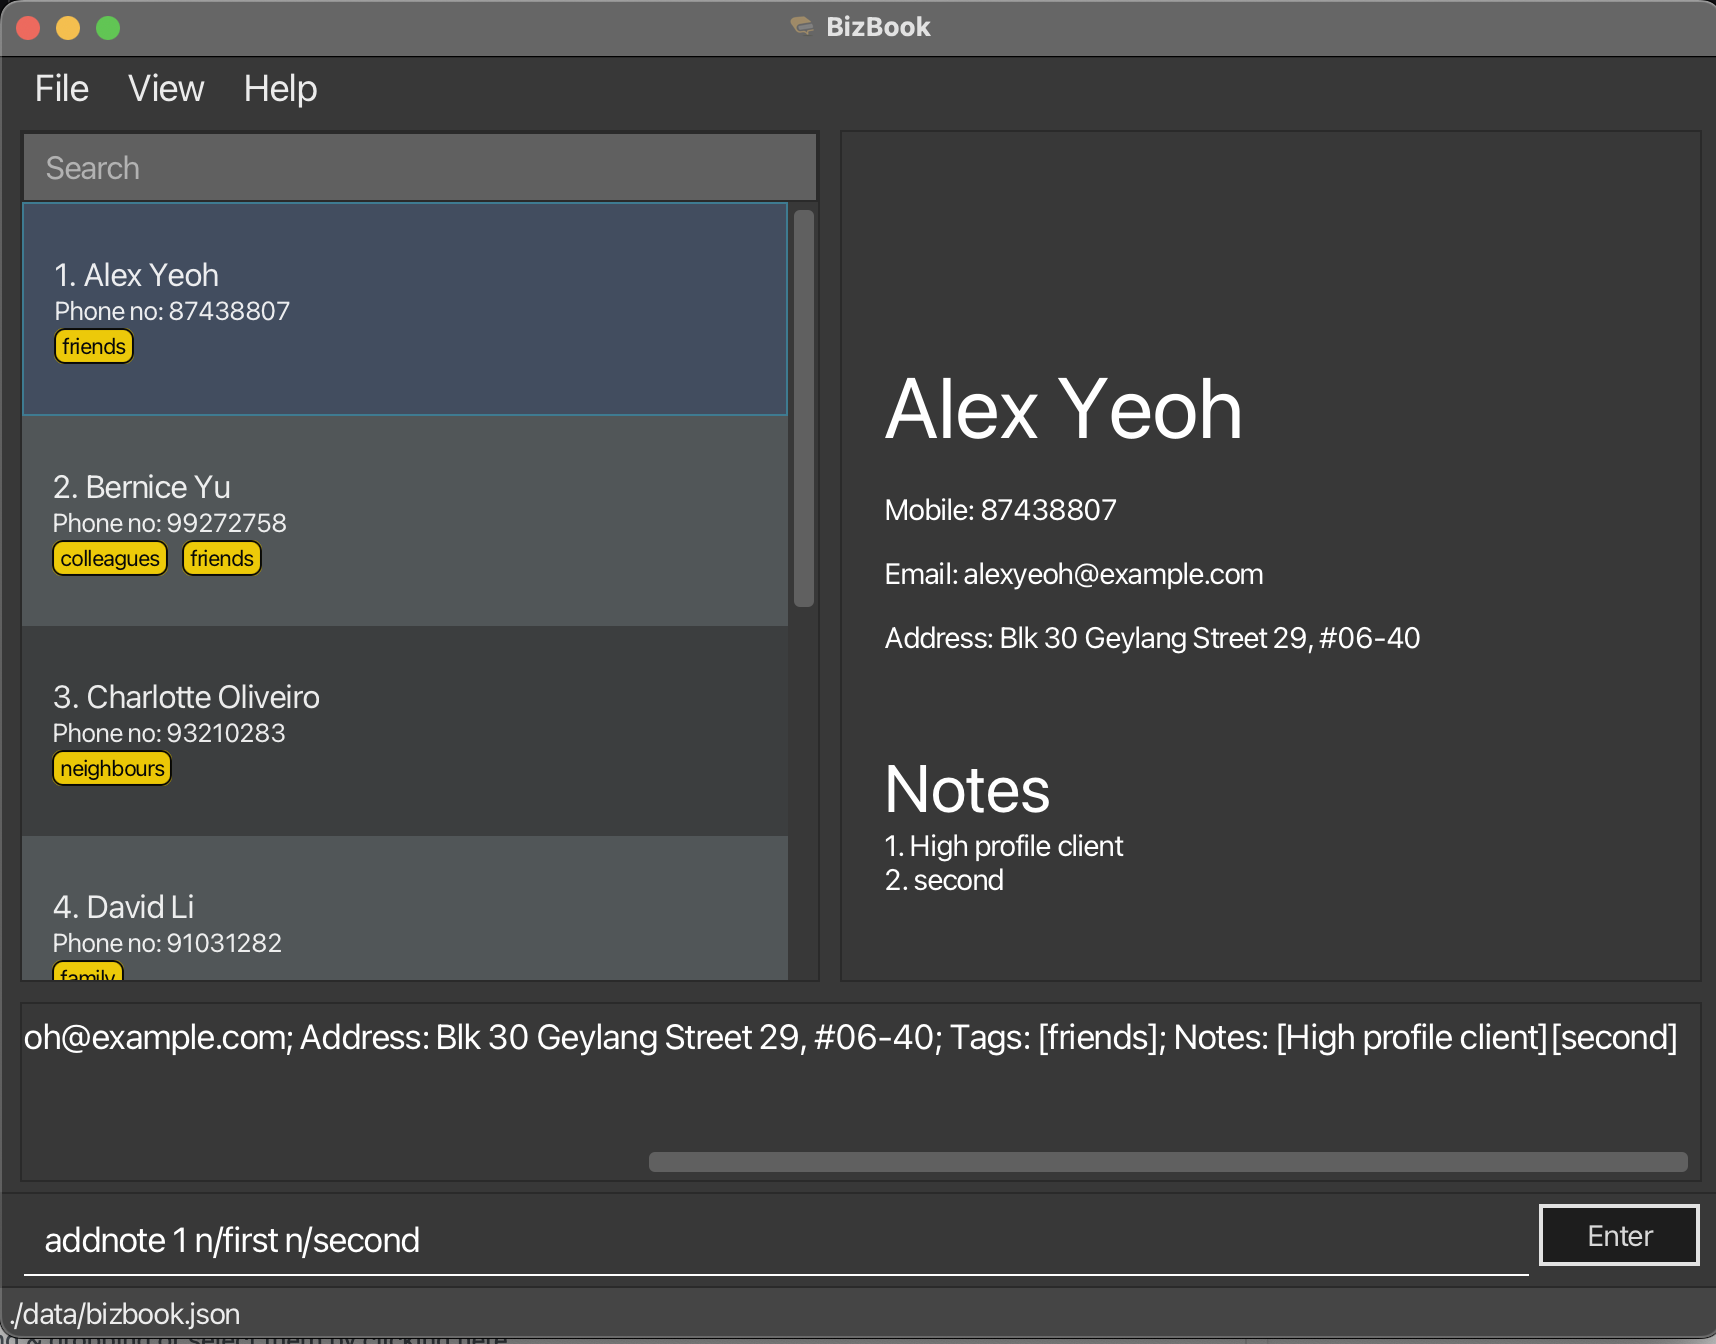 BizBook
File View Help
Search
1. Alex Yeoh
Phone no: 87438807
friends
2. Bernice Yu
Phone no: 99272758
colleagues friends
3. Charlotte Oliveiro
Phone no: 93210283
neighbours
4. David Li
Phone no: 91031282
family
Alex Yeoh
Mobile: 87438807
Email: alexyeoh@example.com
Address: Blk 30 Geylang Street 29, #06-40
Notes
1. High profile client
2. second
oh@example.com; Address: Blk 30 Geylang Street 29, #06-40; Tags: [friends]; Notes: [High profile client][second]
addnote 1 n/first n/second
Enter
./data/bizbook.json